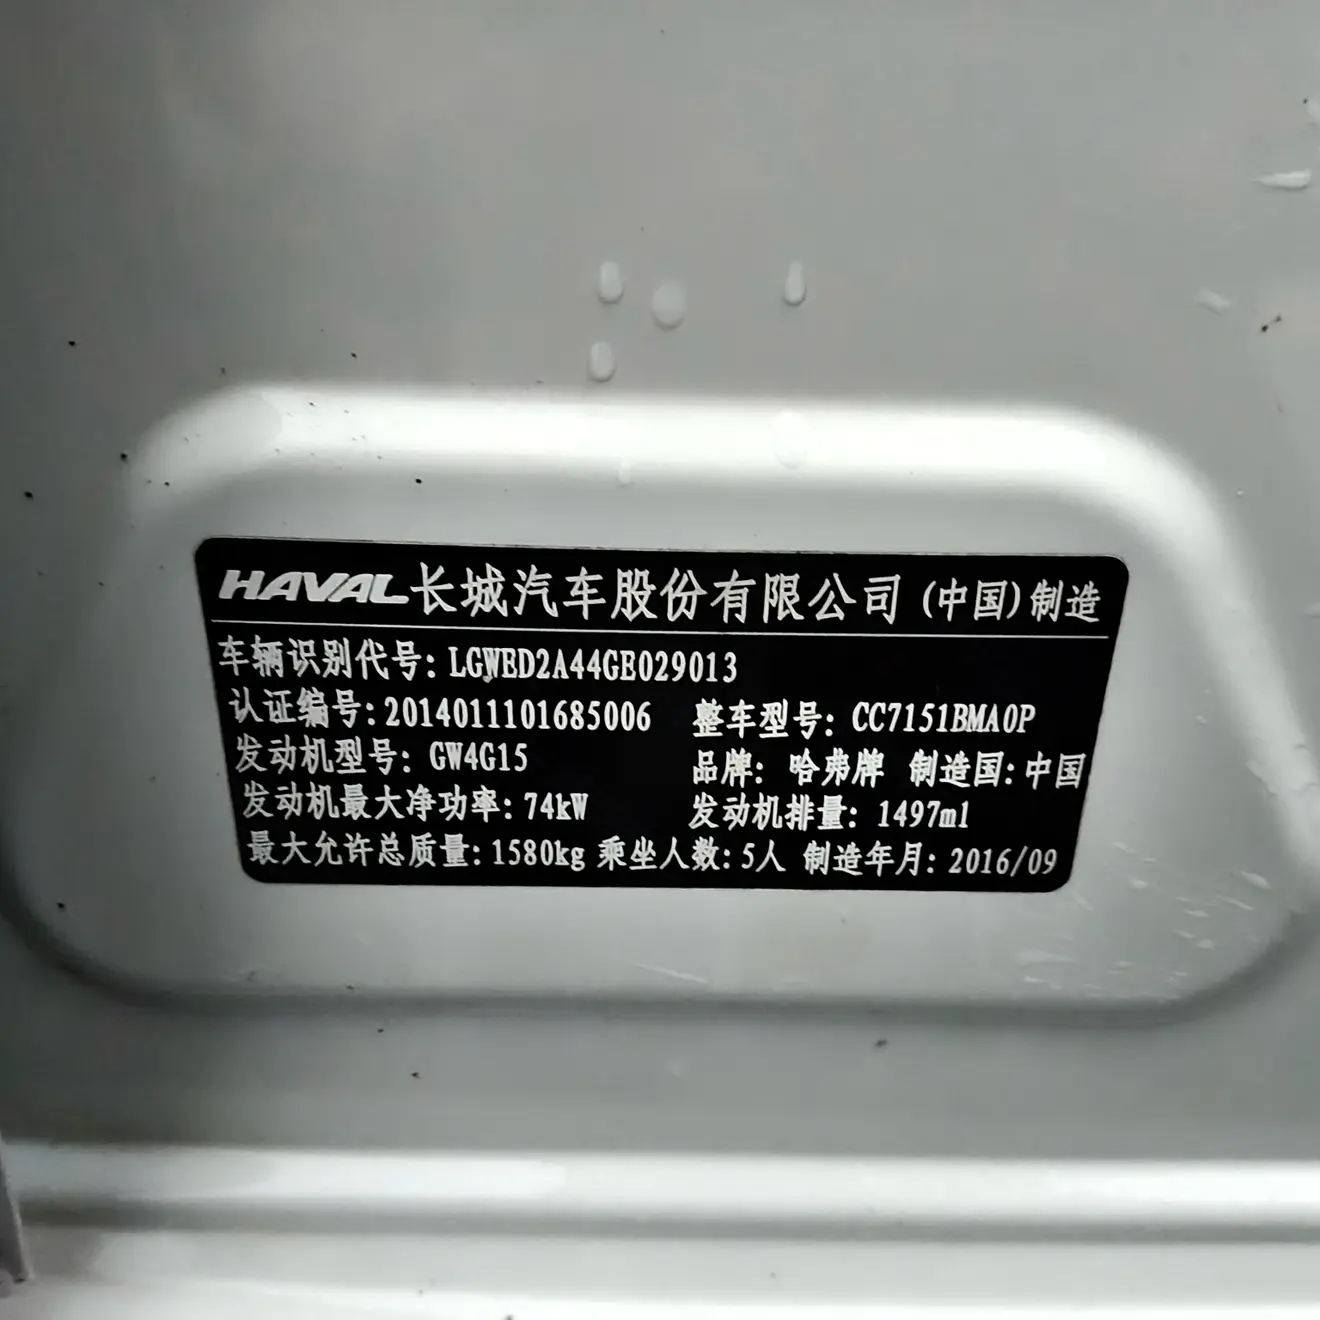 HAVAL长城汽车股份有限公司(中国)制造
车辆识别代号: LGWED2A44GE029013
认证编号: 2014011101685006 整车型号: CC7151BMA0P
发动机型号: GW4G15 品牌: 哈弗牌 制造国: 中国
发动机最大净功率: 74kW 发动机排量: 1497ml
最大允许总质量: 1580kg 乘坐人数: 5人 制造年月: 2016/09